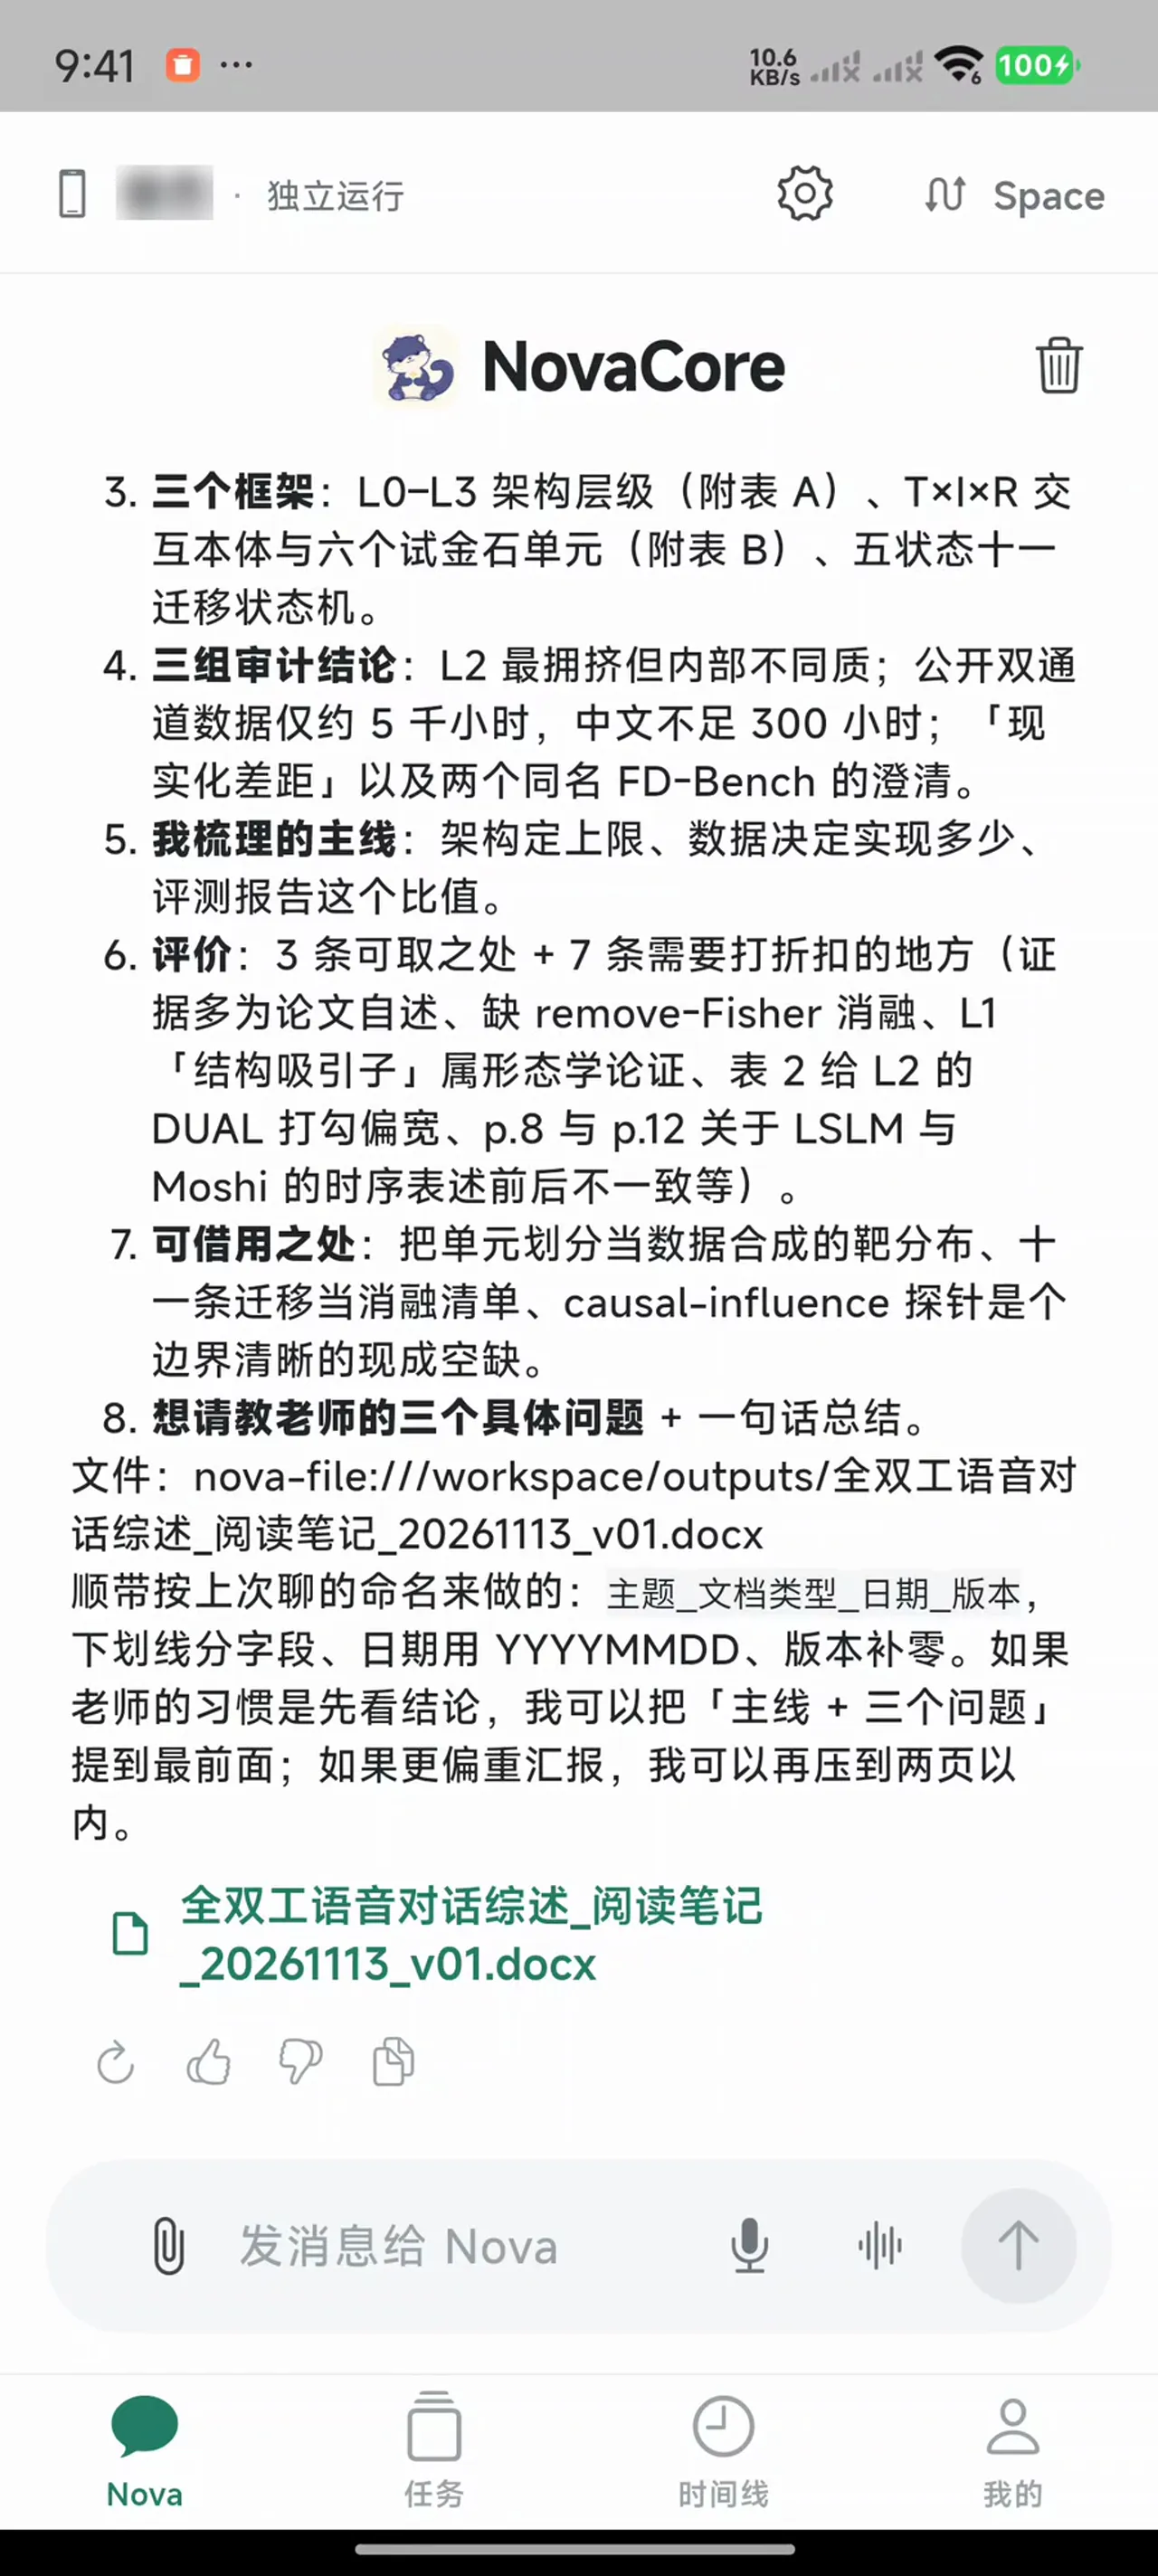 9:41 ...
10.6
KB/s
6
100
· 独立运行
Space
NovaCore
3. 三个框架：L0–L3 架构层级（附表 A）、T×I×R 交
互本体与六个试金石单元（附表 B）、五状态十一
迁移状态机。
4. 三组审计结论：L2 最拥挤但内部不同质；公开双通
道数据仅约 5 千小时，中文不足 300 小时；「现
实化差距」以及两个同名 FD-Bench 的澄清。
5. 我梳理的主线：架构定上限、数据决定实现多少、
评测报告这个比值。
6. 评价：3 条可取之处 + 7 条需要打折扣的地方（证
据多为论文自述、缺 remove-Fisher 消融、L1
「结构吸引子」属形态学论证、表 2 给 L2 的
DUAL 打勾偏宽、p.8 与 p.12 关于 LSLM 与
Moshi 的时序表述前后不一致等）。
7. 可借用之处：把单元划分当数据合成的靶分布、十
一条迁移当消融清单、causal-influence 探针是个
边界清晰的现成空缺。
8. 想请教老师的三个具体问题 + 一句话总结。
文件：nova-file:///workspace/outputs/全双工语音对
话综述_阅读笔记_20261113_v01.docx
顺带按上次聊的命名来做的：主题_文档类型_日期_版本，
下划线分字段、日期用 YYYYMMDD、版本补零。如果
老师的习惯是先看结论，我可以把「主线 + 三个问题」
提到最前面；如果更偏重汇报，我可以再压到两页以
内。
全双工语音对话综述_阅读笔记
_20261113_v01.docx
发消息给 Nova
Nova
任务
时间线
我的